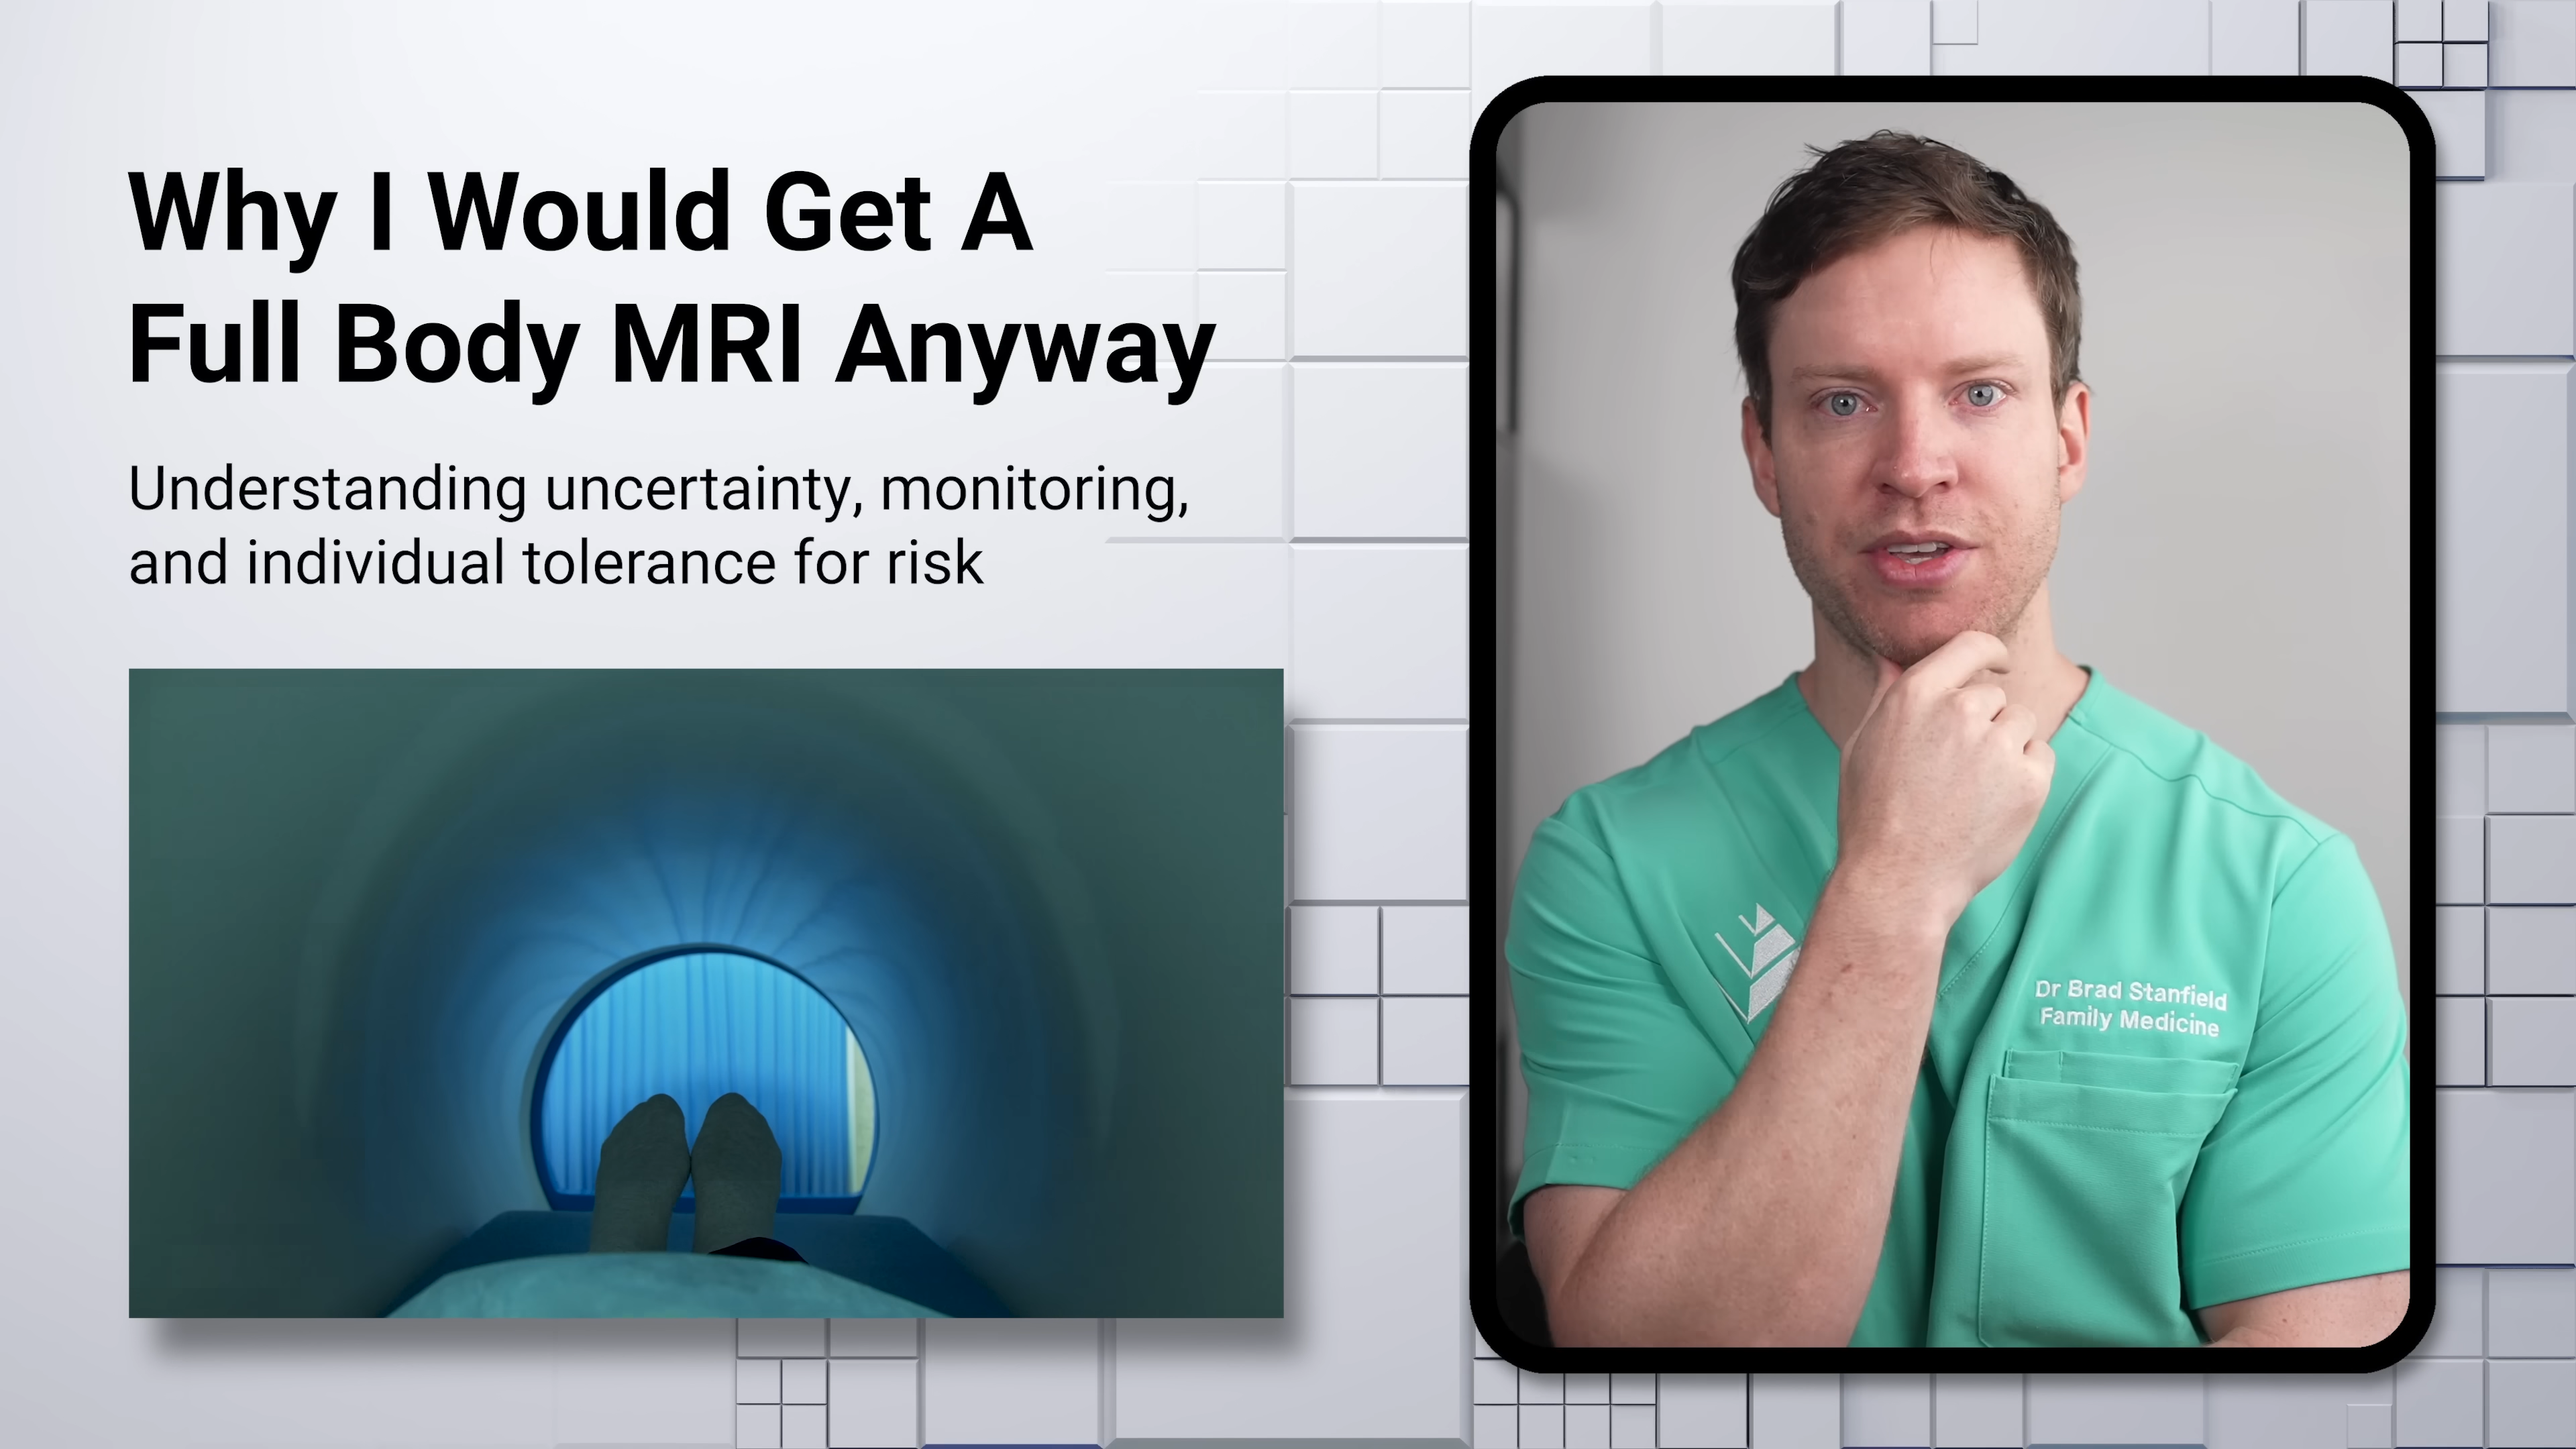 Why I Would Get A
Full Body MRI Anyway
Understanding uncertainty, monitoring,
and individual tolerance for risk
Dr Brad Stanfield
Family Medicine